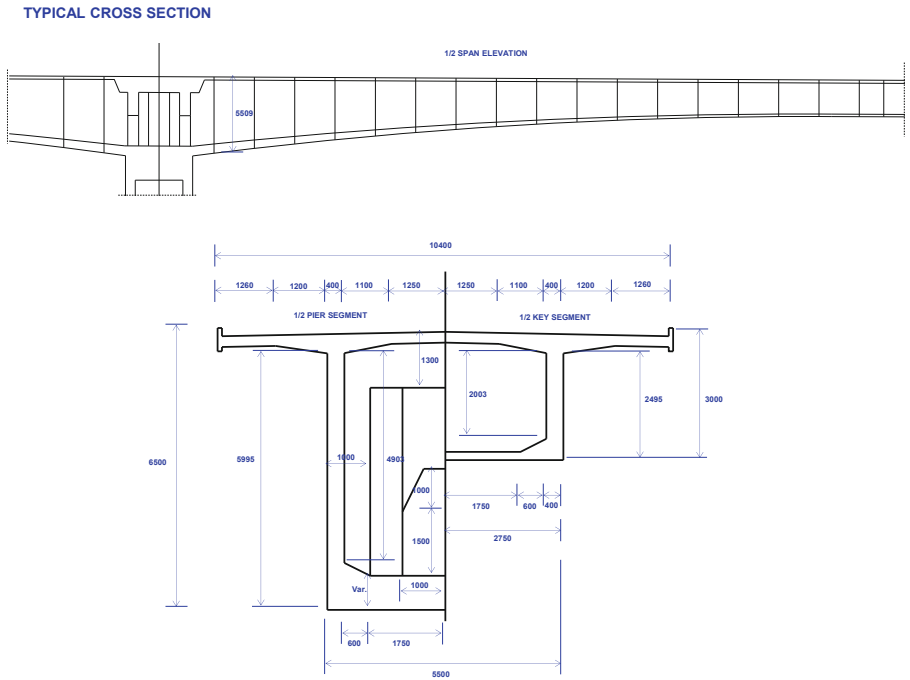 TYPICAL CROSS SECTION
1/2 SPAN ELEVATION
5509
10400
1260 1200 400 1100 1250 1250 1100 400 1200 1260
1/2 PIER SEGMENT 1/2 KEY SEGMENT
1300
2003 2495 3000
6500 5995 1000 4903
1000
1750 600 400
1500 2750
Var. 1000
600 1750
5500